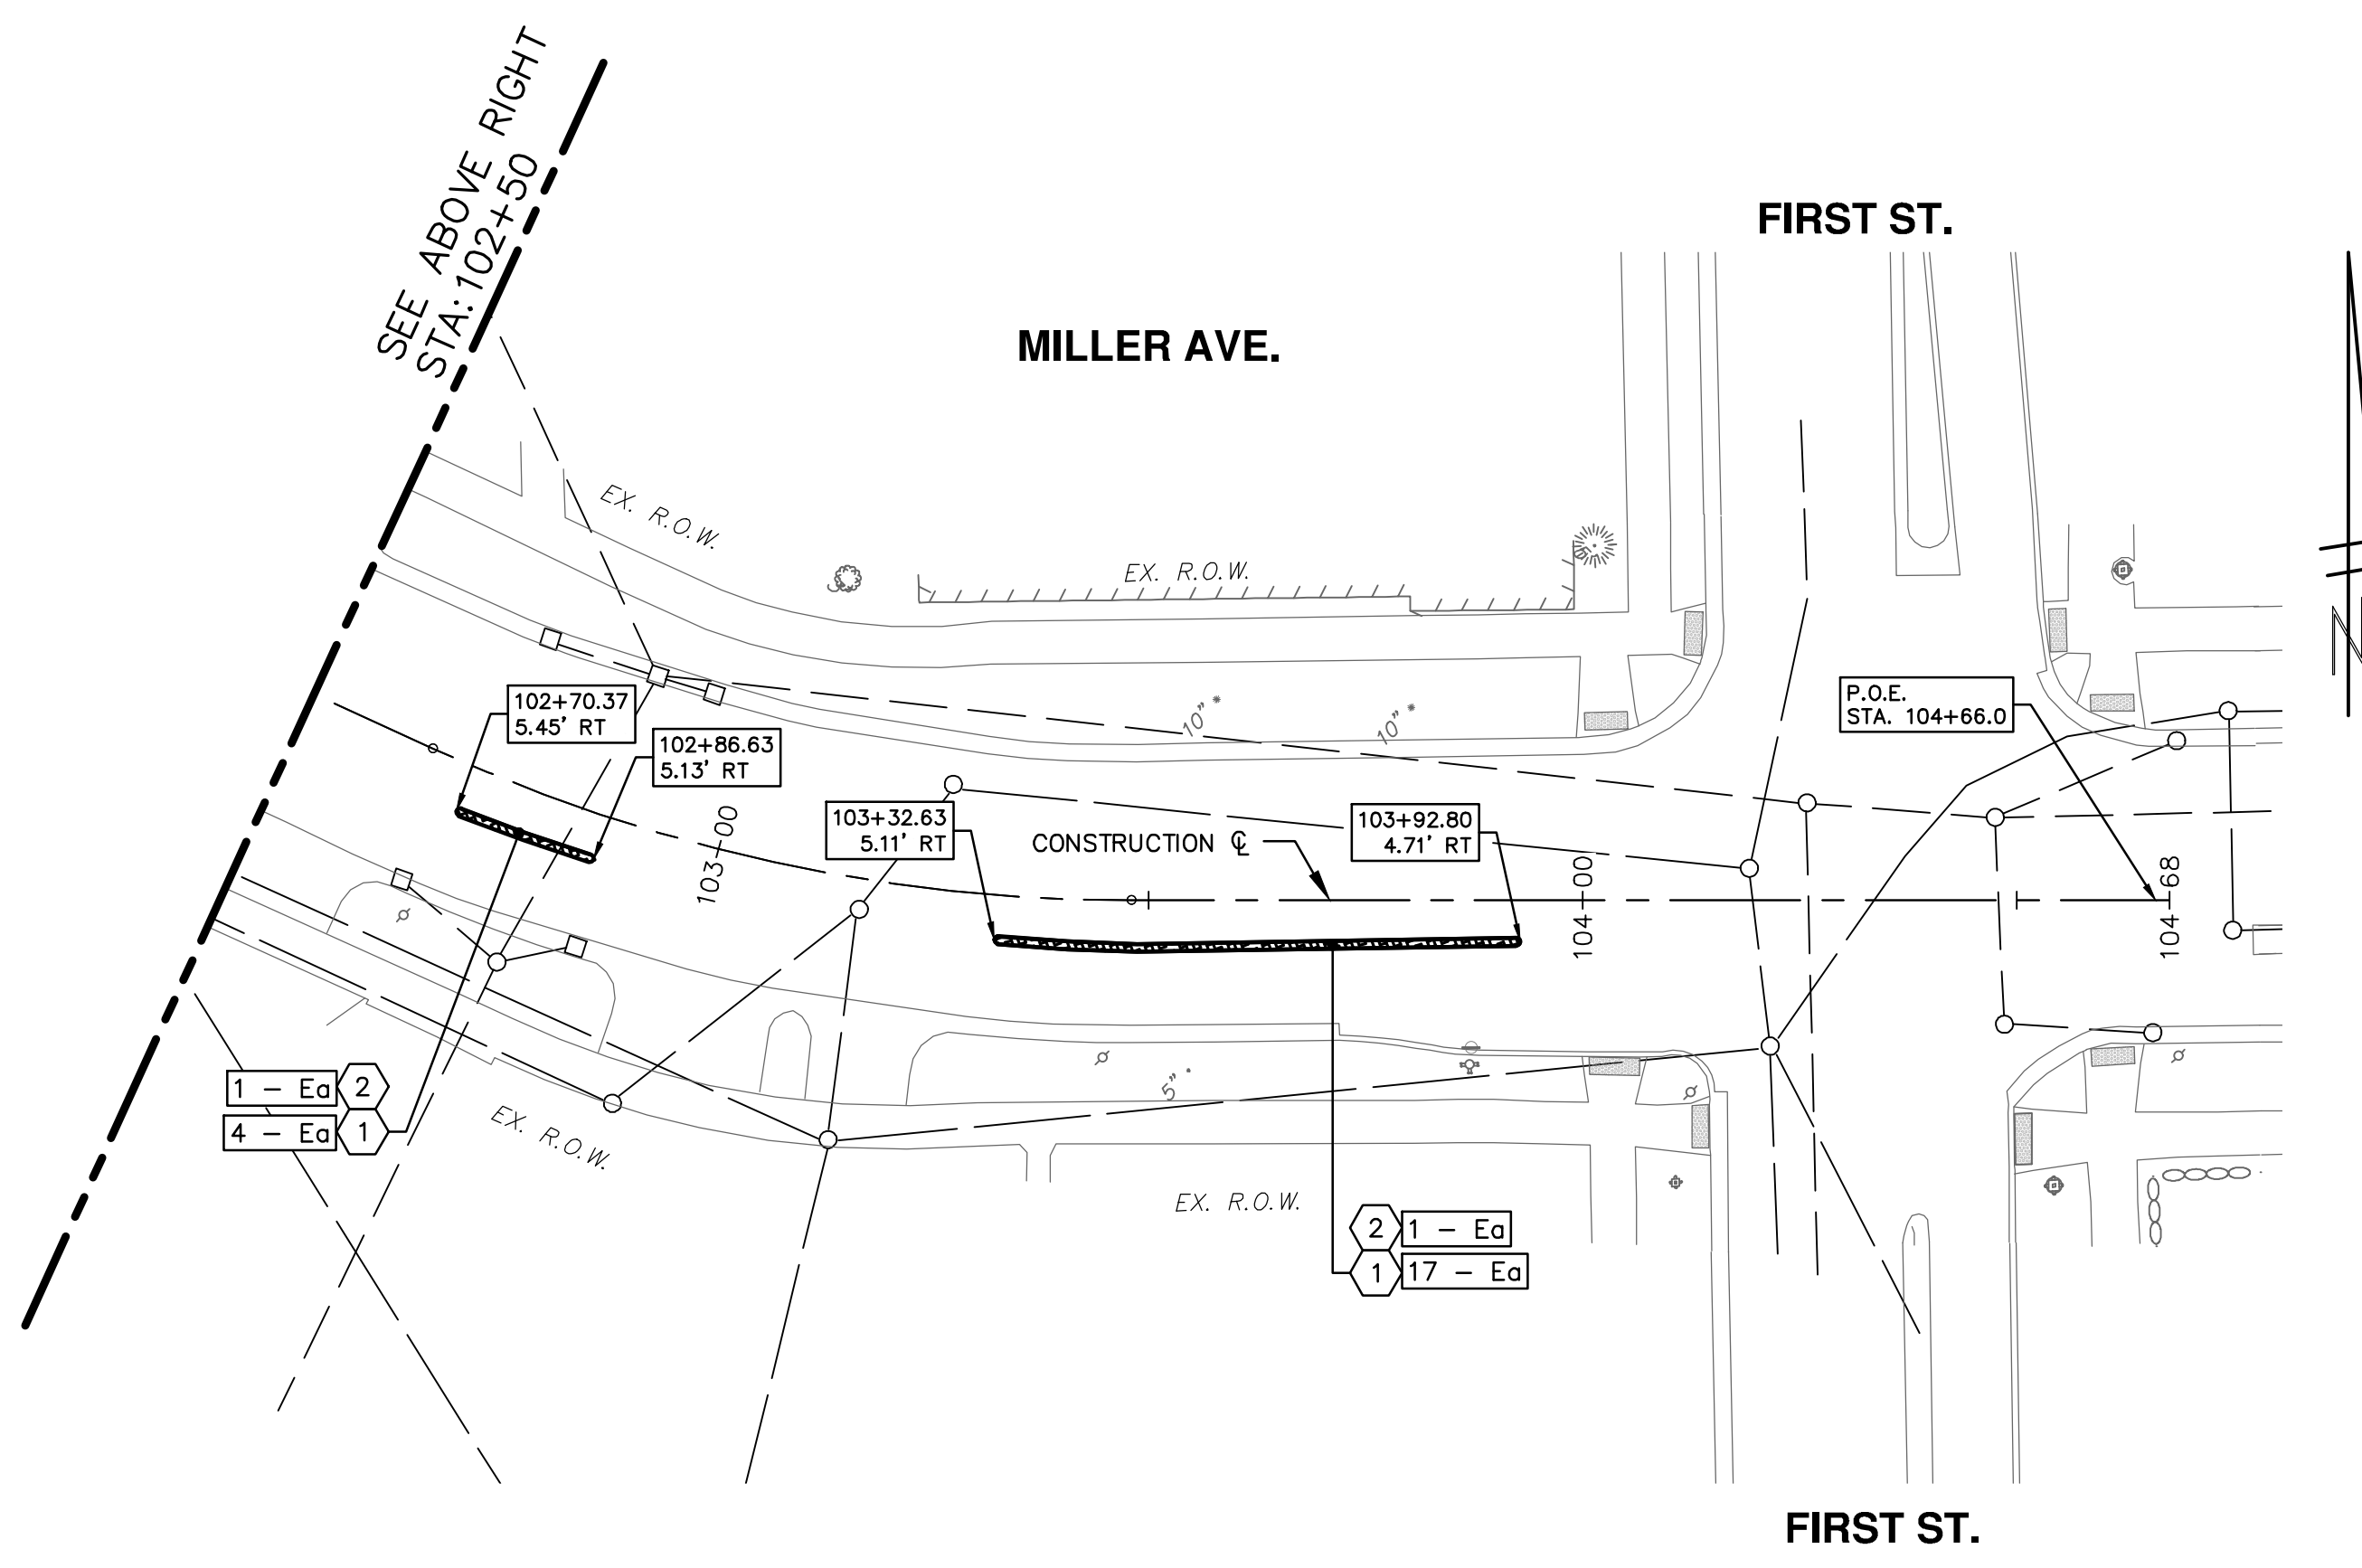 SEE ABOVE RIGHT
STA:102+50
FIRST ST.
MILLER AVE.
EX. R.O.W.
EX. R.O.W.
102+70.37
5.45' RT
102+86.63
5.13' RT
10"
10"
P.O.E.
STA. 104+66.0
103+32.63
5.11' RT
CONSTRUCTION ℄
103+92.80
4.71' RT
103-00
104-00
104-68
N
1 - Ea 2
4 - Ea 1
EX. R.O.W.
5"
EX. R.O.W.
2 1 - Ea
1 17 - Ea
FIRST ST.